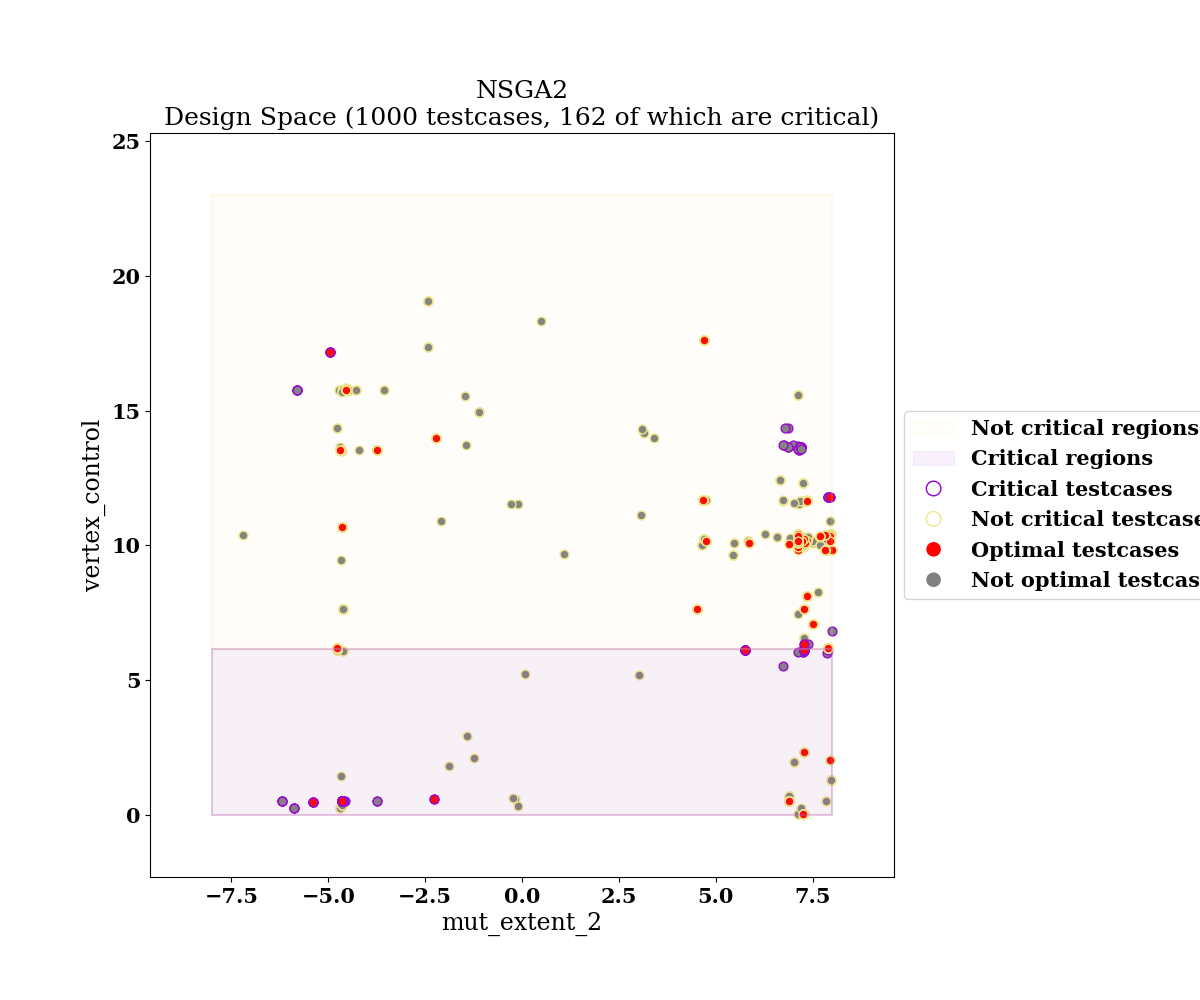 NSGA2
Design Space (1000 testcases, 162 of which are critical)
25
20
15
10
5
0
vertex_control
−7.5
−5.0
−2.5
0.0
2.5
5.0
7.5
mut_extent_2
Not critical regions
Critical regions
Critical testcases
Not critical testcase
Optimal testcases
Not optimal testcas